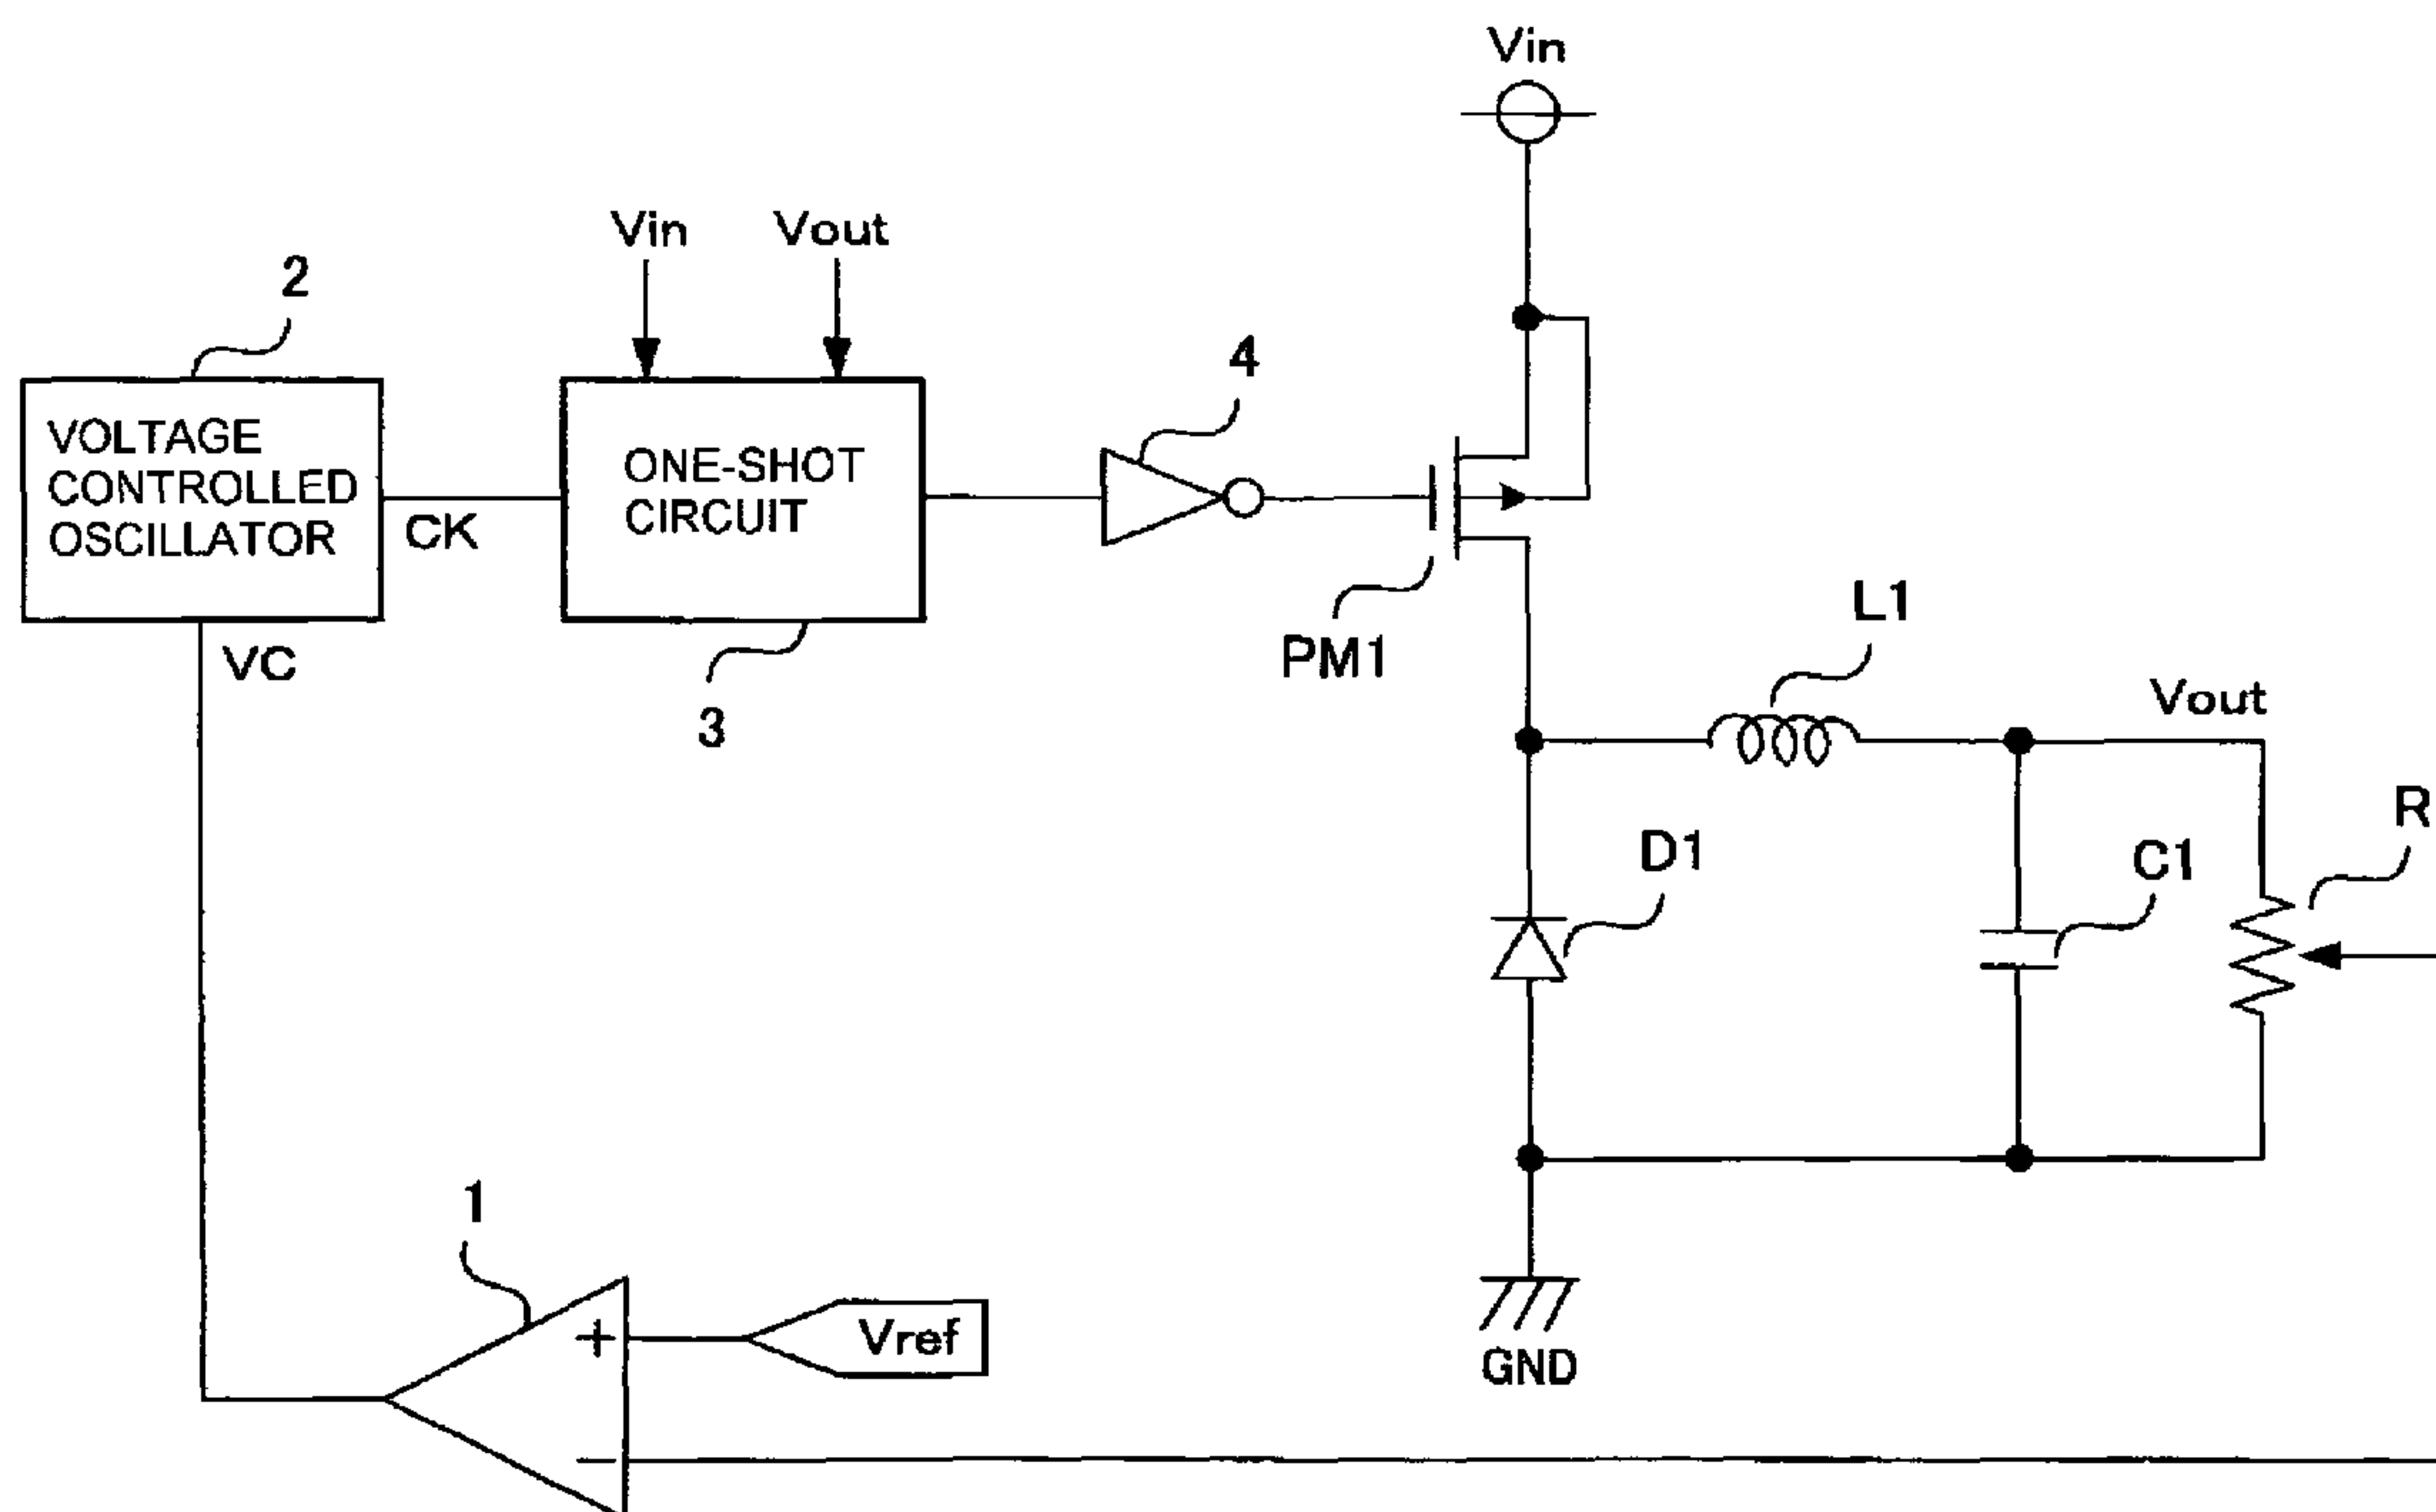 Vin
Vin Vout
2
4
VOLTAGE
CONTROLLED
OSCILLATOR
CK
ONE-SHOT
CIRCUIT
VC
3
PM1
L1
Vout
R
D1
C1
1
+
Vref
−
GND